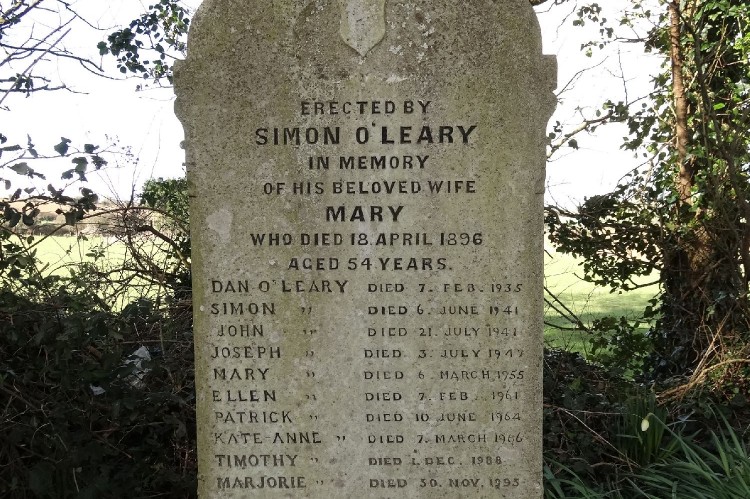 ERECTED BY
SIMON O'LEARY
IN MEMORY
OF HIS BELOVED WIFE
MARY
WHO DIED 18. APRIL 1896
AGED 54 YEARS.
DAN O'LEARY DIED 7. FEB. 1935
SIMON " DIED 6. JUNE 1941
JOHN " DIED 21. JULY 1941
JOSEPH " DIED 3. JULY 1947
MARY " DIED 6 MARCH 1955
ELLEN " DIED 7. FEB. 1961
PATRICK " DIED 10 JUNE 1964
KATE-ANNE " DIED 7. MARCH
TIMOTHY " DIED 1. DEC. 1988
MARJORIE " DIED 30. NOV. 1995